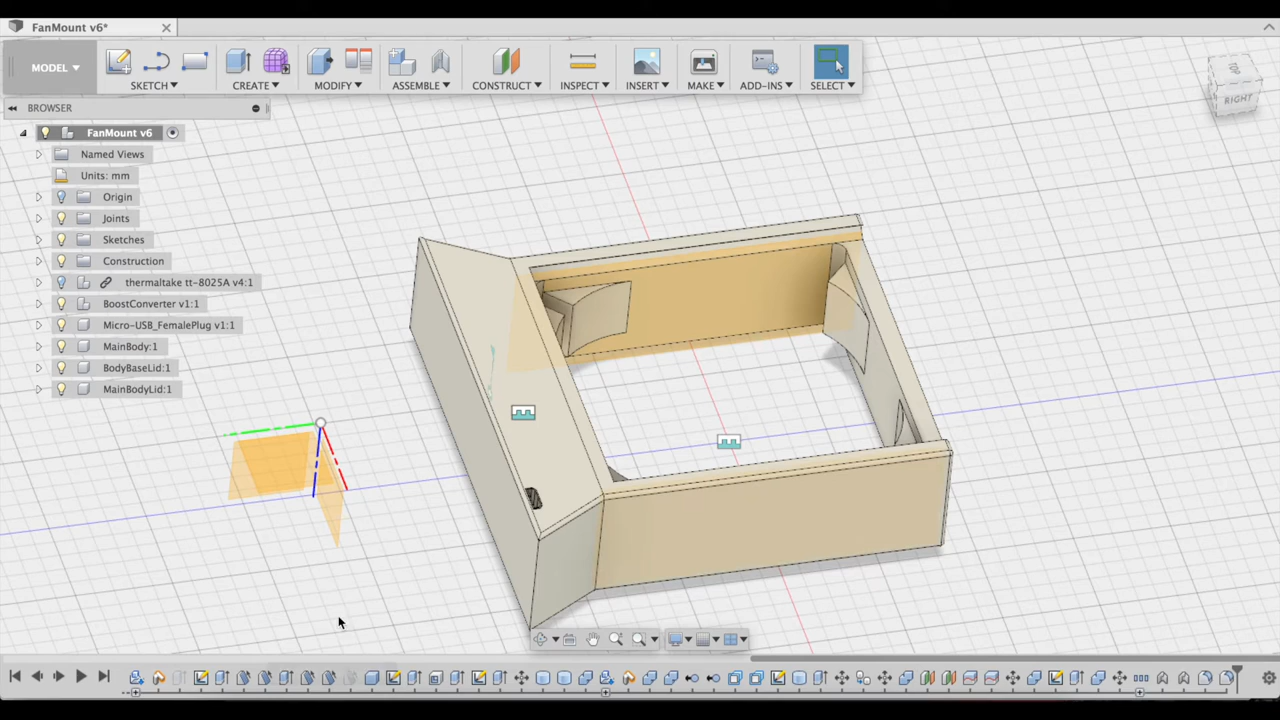 FanMount v6*
MODEL
SKETCH
CREATE
MODIFY
ASSEMBLE
CONSTRUCT
INSPECT
INSERT
MAKE
ADD-INS
SELECT
BROWSER
FanMount v6
Named Views
Units: mm
Origin
Joints
Sketches
Construction
thermaltake tt-8025A v4:1
BoostConverter v1:1
Micro-USB_FemalePlug v1:1
MainBody:1
BodyBaseLid:1
MainBodyLid:1
RIGHT